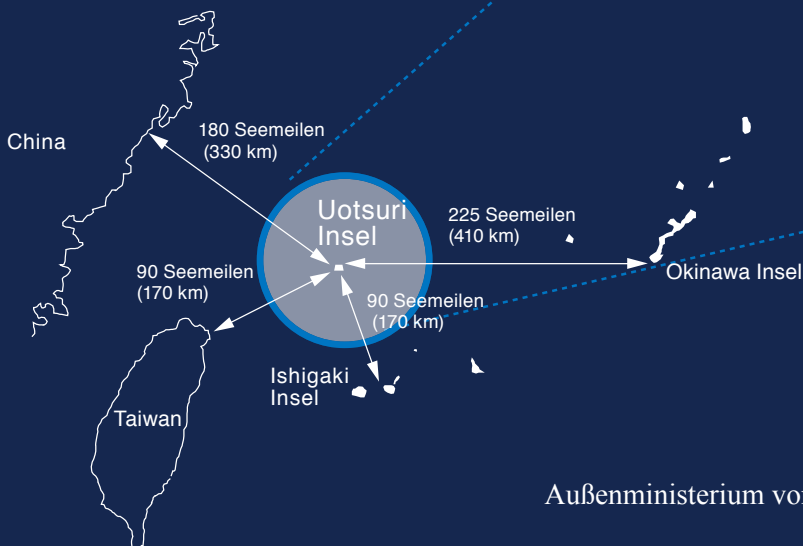 China
180 Seemeilen
(330 km)
Uotsuri
Insel
225 Seemeilen
(410 km)
90 Seemeilen
(170 km)
Okinawa Insel
90 Seemeilen
(170 km)
Ishigaki
Insel
Taiwan
Außenministerium